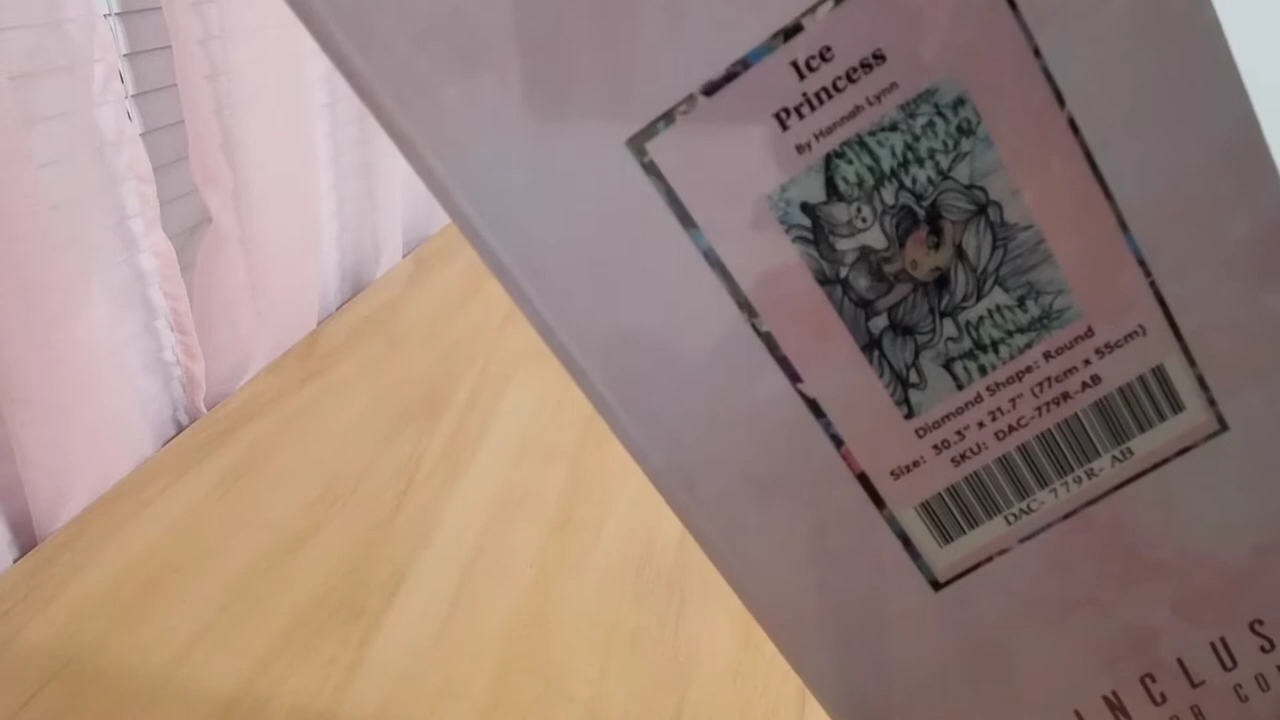 Ice
Princess
By Hannah Lynn
Diamond Shape: Round
Size: 30.3" x 21.7" (77cm x 55cm)
SKU: DAC-779R-AB
DAC-779R-AB
INCLUS